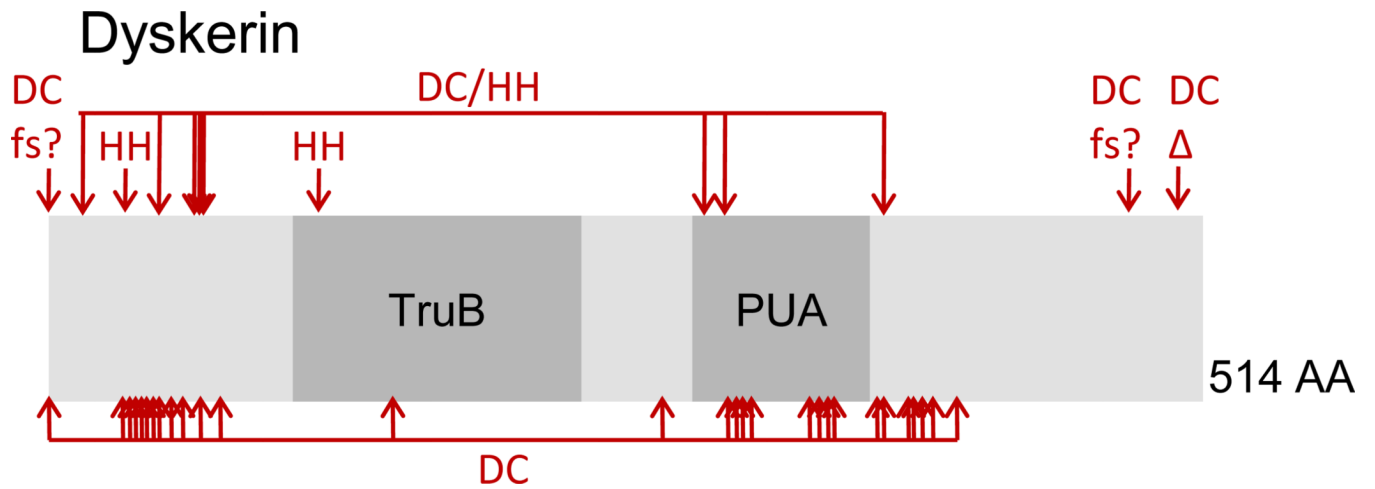 Dyskerin
DC
DC/HH
DC
DC
fs?
HH
HH
fs?
Δ
TruB
PUA
514 AA
DC